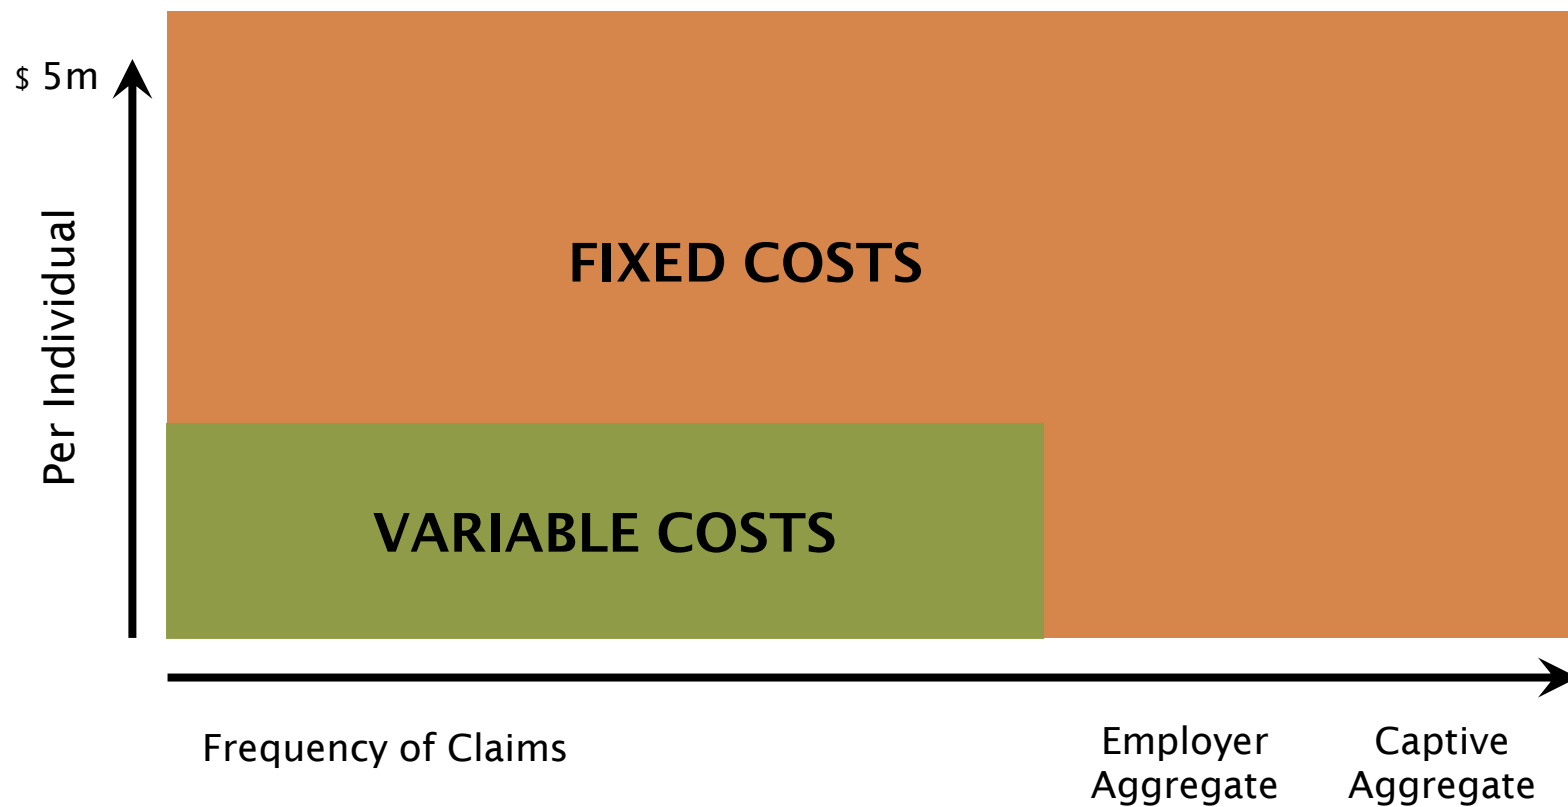 $ 5m
Per Individual
FIXED COSTS
VARIABLE COSTS
Frequency of Claims
Employer
Aggregate
Captive
Aggregate